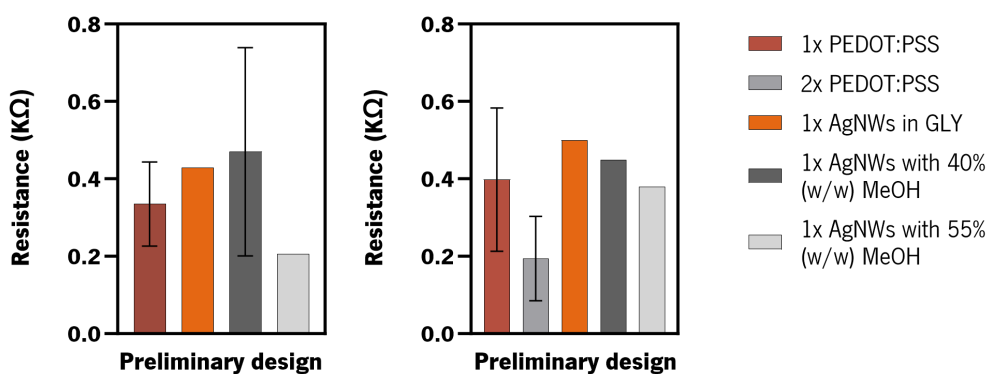 0.8
0.6
0.4
0.2
0.0
Resistance (KΩ)
Preliminary design
0.8
0.6
0.4
0.2
0.0
Resistance (KΩ)
Preliminary design
1x PEDOT:PSS
2x PEDOT:PSS
1x AgNWs in GLY
1x AgNWs with 40%
(w/w) MeOH
1x AgNWs with 55%
(w/w) MeOH